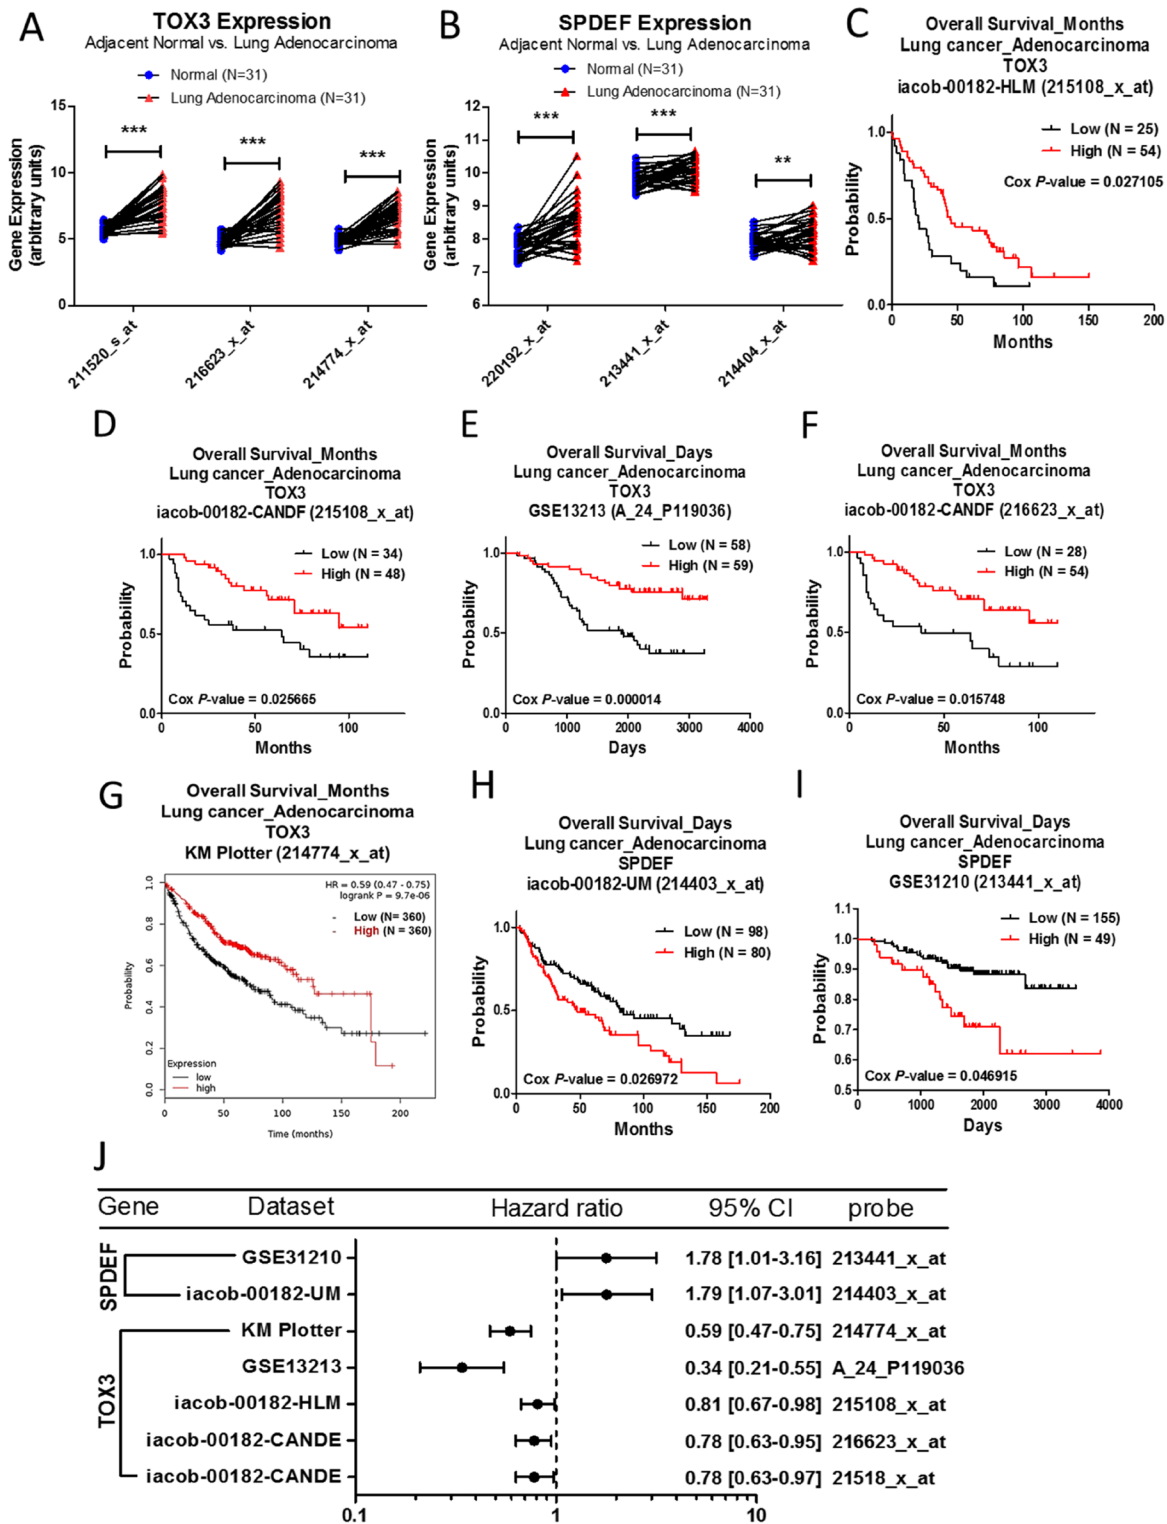 A
TOX3 Expression
Adjacent Normal vs. Lung Adenocarcinoma
Normal (N=31)
Lung Adenocarcinoma (N=31)
Gene Expression
(arbitrary units)
15
10
5
0
***
***
***
211520_s_at
216623_x_at
214774_x_at
B
SPDEF Expression
Adjacent Normal vs. Lung Adenocarcinoma
Normal (N=31)
Lung Adenocarcinoma (N=31)
Gene Expression
(arbitrary units)
12
11
10
9
8
7
6
***
***
**
220192_x_at
213441_x_at
214404_x_at
C
Overall Survival_Months
Lung cancer_Adenocarcinoma
TOX3
iacob-00182-HLM (215108_x_at)
Low (N = 25)
High (N = 54)
Cox P-value = 0.027105
Probability
1.0
0.5
0.0
0 50 100 150 200
Months
D
Overall Survival_Months
Lung cancer_Adenocarcinoma
TOX3
iacob-00182-CANDF (215108_x_at)
Low (N = 34)
High (N = 48)
Probability
1.0
0.5
0.0
Cox P-value = 0.025665
0 50 100
Months
E
Overall Survival_Days
Lung cancer_Adenocarcinoma
TOX3
GSE13213 (A_24_P119036)
Low (N = 58)
High (N = 59)
Probability
1.0
0.5
0.0
Cox P-value = 0.000014
0 1000 2000 3000 4000
Days
F
Overall Survival_Months
Lung cancer_Adenocarcinoma
TOX3
iacob-00182-CANDF (216623_x_at)
Low (N = 28)
High (N = 54)
Probability
1.0
0.5
0.0
Cox P-value = 0.015748
0 50 100
Months
G
Overall Survival_Months
Lung cancer_Adenocarcinoma
TOX3
KM Plotter (214774_x_at)
HR = 0.59 (0.47 - 0.75)
logrank P = 9.7e-06
Low (N= 360)
High (N = 360)
Probability
1.0
0.8
0.6
0.4
0.2
0.0
Expression
low
high
0 50 100 150 200
Time (months)
H
Overall Survival_Days
Lung cancer_Adenocarcinoma
SPDEF
iacob-00182-UM (214403_x_at)
Low (N = 98)
High (N = 80)
Probability
1.0
0.5
0.0
Cox P-value = 0.026972
0 50 100 150 200
Months
I
Overall Survival_Days
Lung cancer_Adenocarcinoma
SPDEF
GSE31210 (213441_x_at)
Low (N = 155)
High (N = 49)
Probability
1.1
1.0
0.9
0.8
0.7
0.6
0.5
Cox P-value = 0.046915
0 1000 2000 3000 4000
Days
J
Gene Dataset Hazard ratio 95% CI probe
SPDEF
GSE31210 1.78 [1.01-3.16] 213441_x_at
iacob-00182-UM 1.79 [1.07-3.01] 214403_x_at
TOX3
KM Plotter 0.59 [0.47-0.75] 214774_x_at
GSE13213 0.34 [0.21-0.55] A_24_P119036
iacob-00182-HLM 0.81 [0.67-0.98] 215108_x_at
iacob-00182-CANDE 0.78 [0.63-0.95] 216623_x_at
iacob-00182-CANDE 0.78 [0.63-0.97] 21518_x_at
0.1 1 10